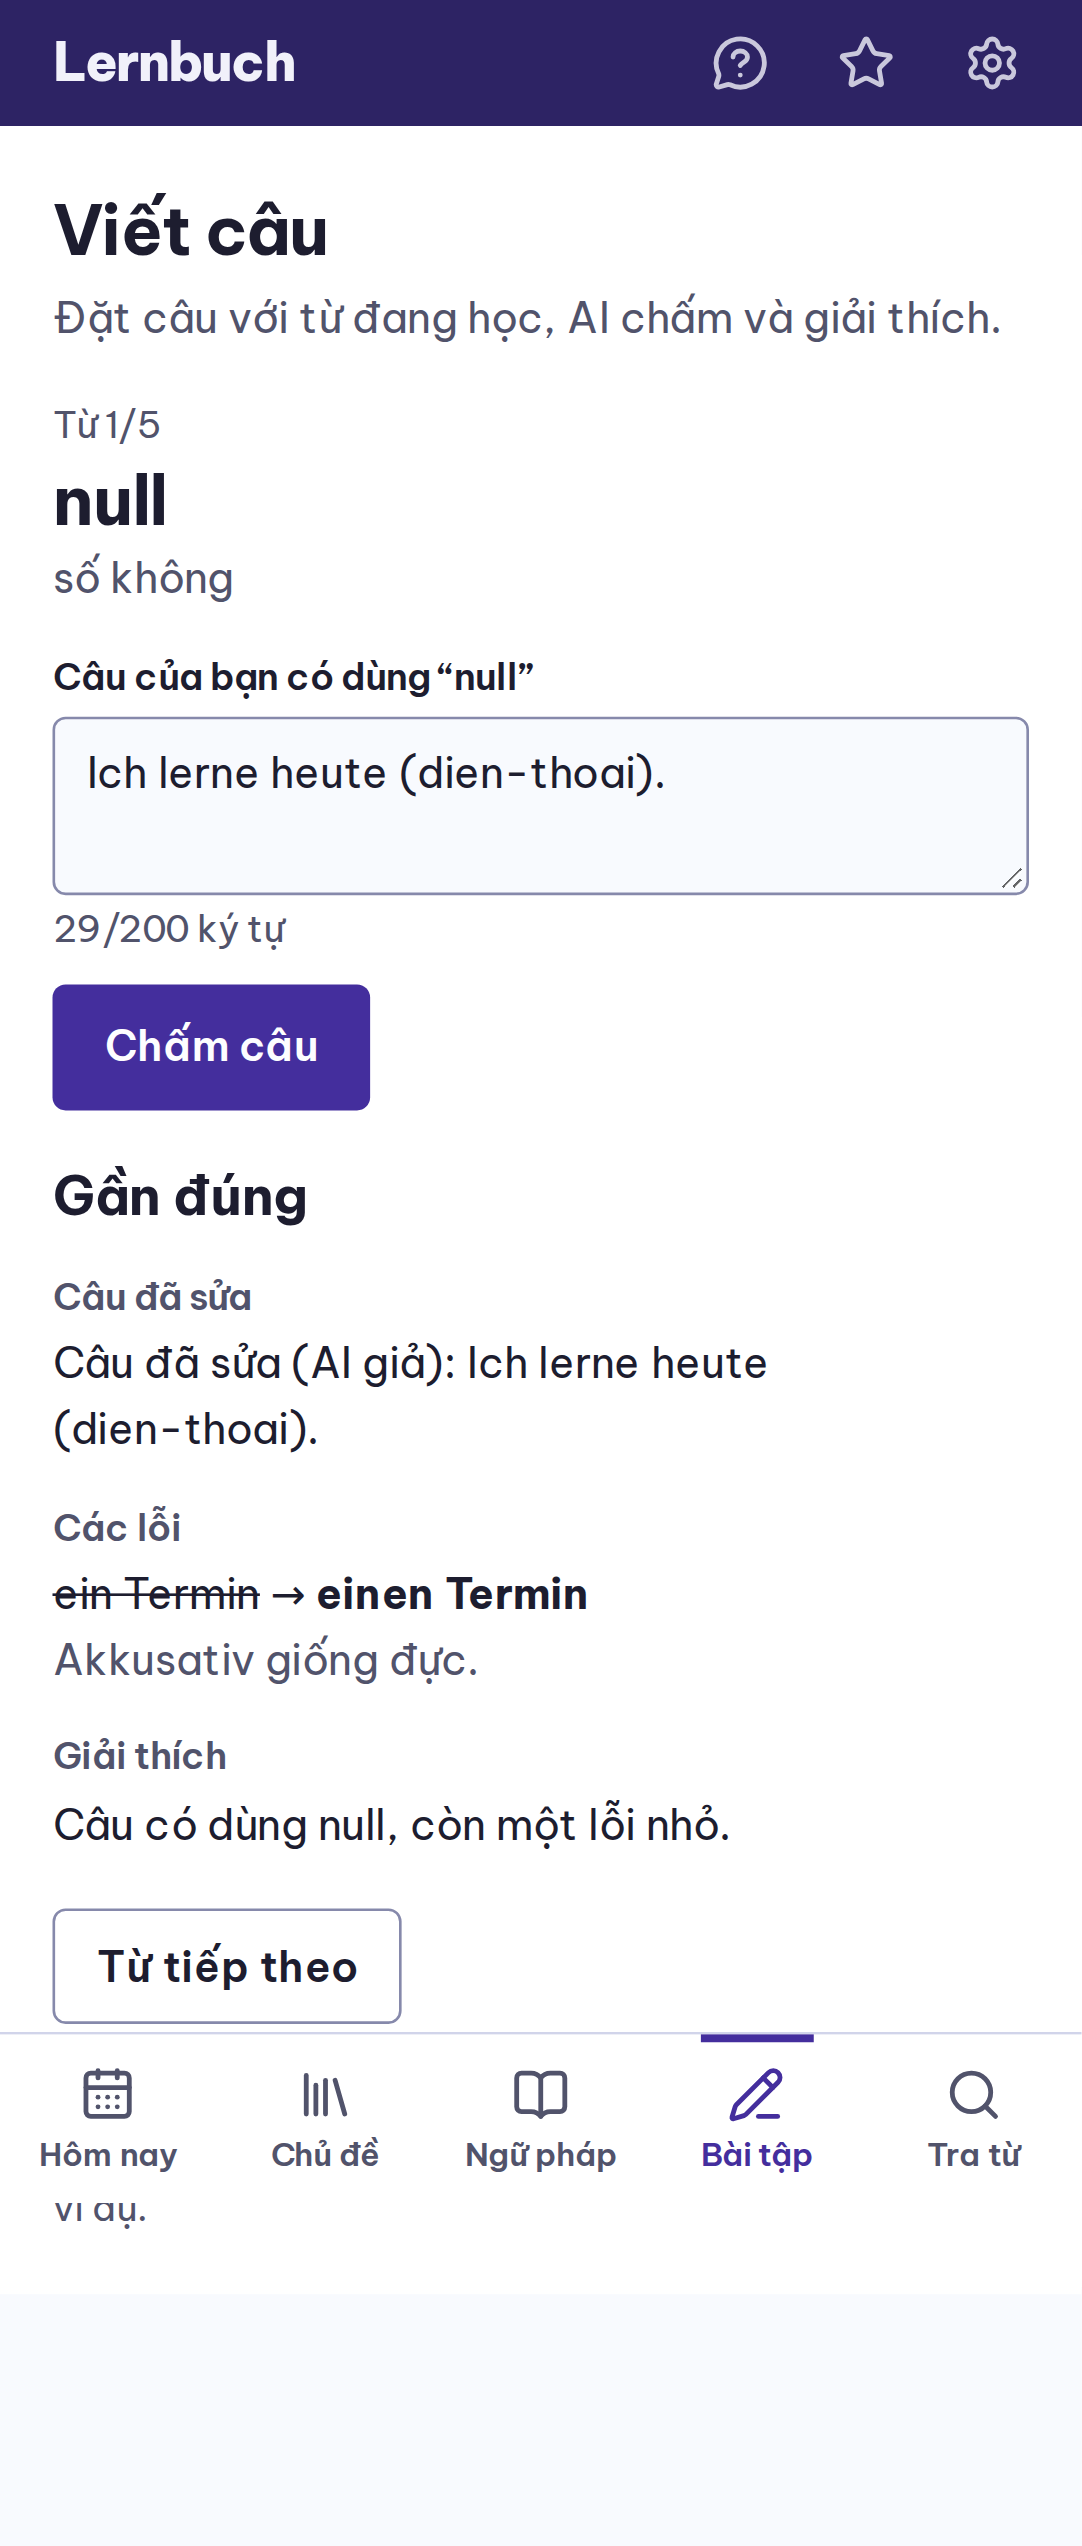 Lernbuch
Viết câu
Đặt câu với từ đang học, AI chấm và giải thích.
Từ 1/5
null
số không
Câu của bạn có dùng “null”
Ich lerne heute (dien-thoai).
29/200 ký tự
Chấm câu
Gần đúng
Câu đã sửa
Câu đã sửa (AI giả): Ich lerne heute
(dien-thoai).
Các lỗi
ein Termin → einen Termin
Akkusativ giống đực.
Giải thích
Câu có dùng null, còn một lỗi nhỏ.
Từ tiếp theo
Hôm nay
Chủ đề
Ngữ pháp
Bài tập
Tra từ